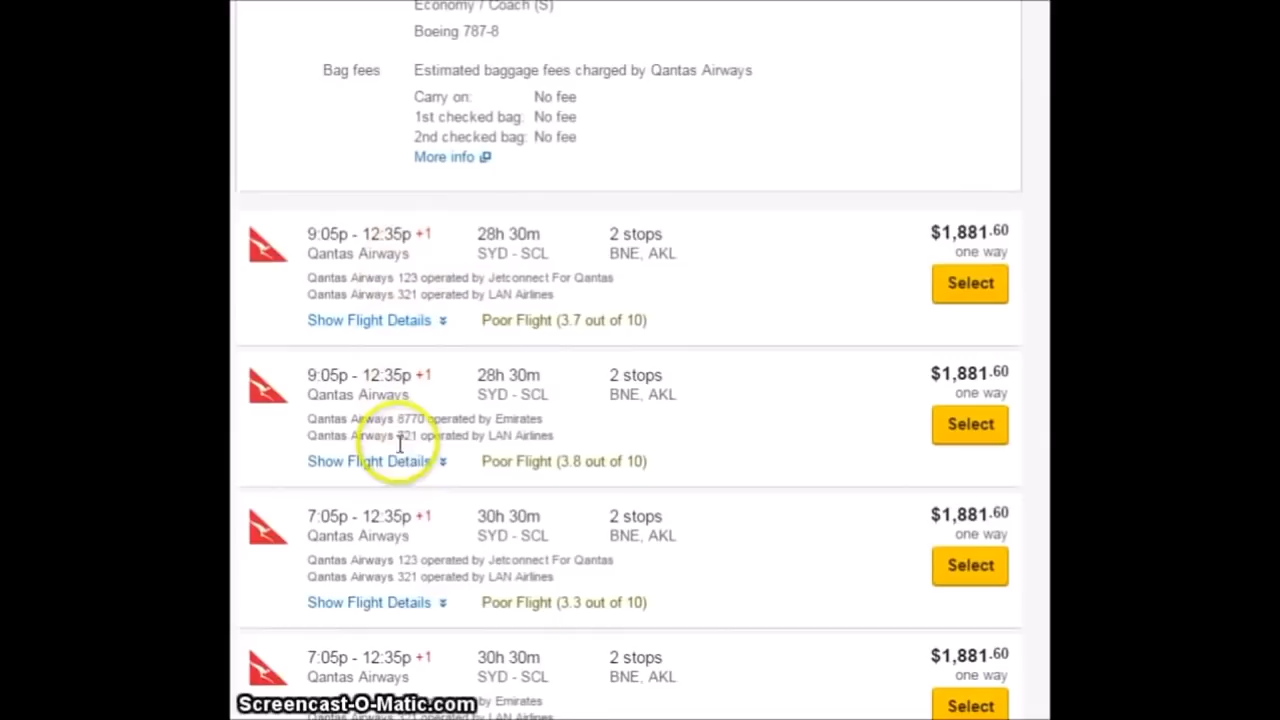 Economy / Coach (S)
Boeing 787-8
Bag fees Estimated baggage fees charged by Qantas Airways
Carry on: No fee
1st checked bag: No fee
2nd checked bag: No fee
More info
9:05p - 12:35p +1 28h 30m 2 stops $1,881.60
Qantas Airways SYD - SCL BNE, AKL one way
Qantas Airways 123 operated by Jetconnect For Qantas
Select
Qantas Airways 321 operated by LAN Airlines
Show Flight Details Poor Flight (3.7 out of 10)
9:05p - 12:35p +1 28h 30m 2 stops $1,881.60
Qantas Airways SYD - SCL BNE, AKL one way
Qantas Airways 8770 operated by Emirates
Select
Qantas Airways 321 operated by LAN Airlines
Show Flight Details Poor Flight (3.8 out of 10)
7:05p - 12:35p +1 30h 30m 2 stops $1,881.60
Qantas Airways SYD - SCL BNE, AKL one way
Qantas Airways 123 operated by Jetconnect For Qantas
Select
Qantas Airways 321 operated by LAN Airlines
Show Flight Details Poor Flight (3.3 out of 10)
7:05p - 12:35p +1 30h 30m 2 stops $1,881.60
Qantas Airways SYD - SCL BNE, AKL one way
by Emirates
Select
Screencast-O-Matic.com